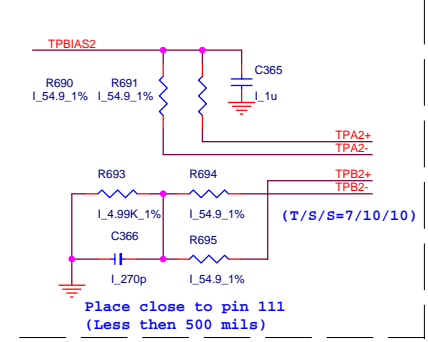 TPBIAS2
C365
R690 R691
I_54.9_1% I_54.9_1% I_1u
TPA2+
TPA2-
TPB2+
R693 R694
TPB2-
I_4.99K_1% I_54.9_1% (T/S/S=7/10/10)
C366 R695
I_270p I_54.9_1%
Place close to pin 111
(Less then 500 mils)